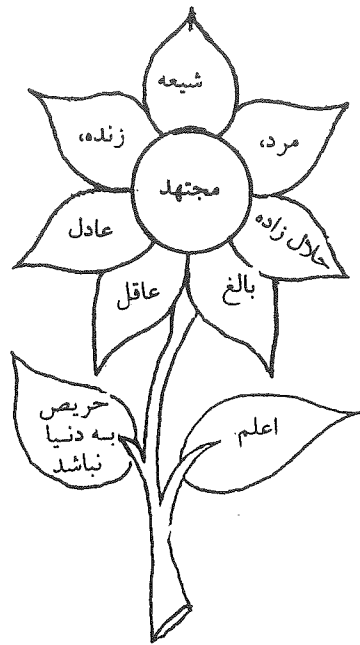 شیعه
مرد،
حلال زاده
بالغ
عاقل
عادل
زنده،
مجتهد
اعلم
حریص
به دنیا
نباشد